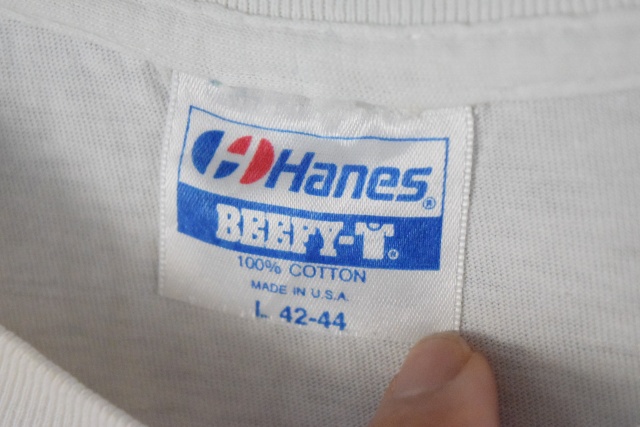 Hanes®
BEEFY-T®
100% COTTON
MADE IN U.S.A.
L 42-44